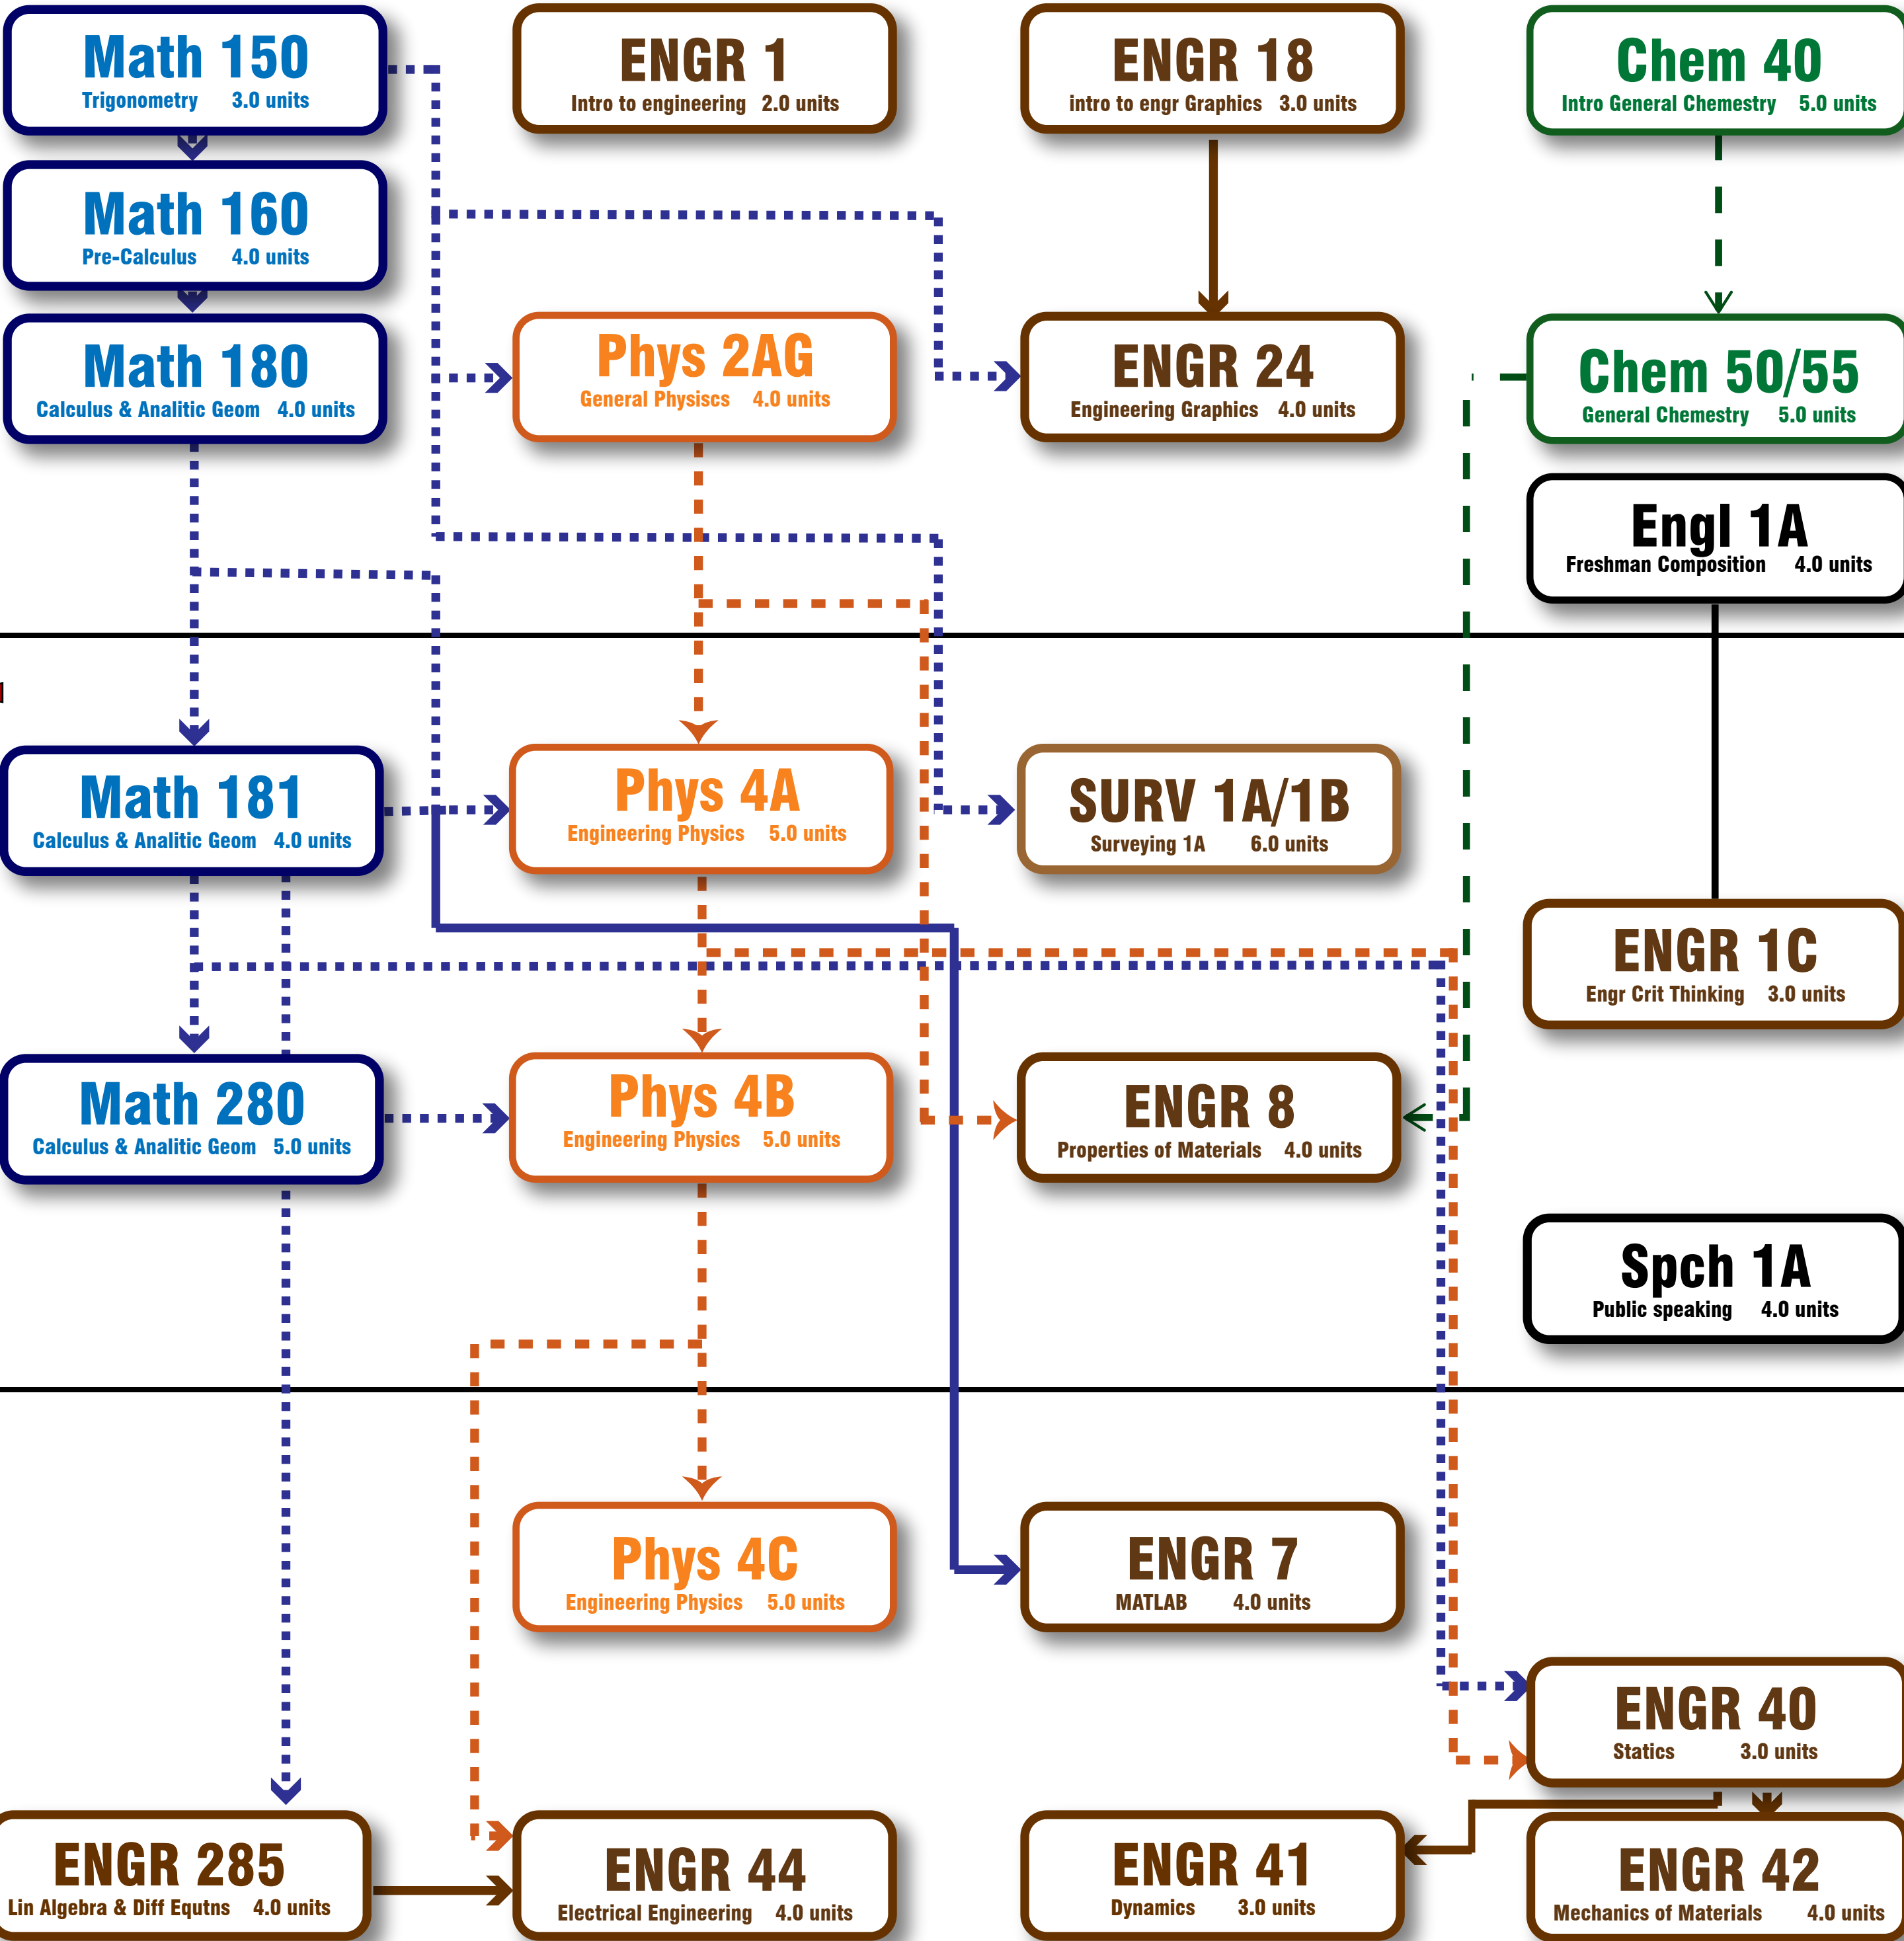 Math 150
Trigonometry 3.0 units
ENGR 1
Intro to engineering 2.0 units
ENGR 18
intro to engr Graphics 3.0 units
Chem 40
Intro General Chemestry 5.0 units
Math 160
Pre-Calculus 4.0 units
Math 180
Calculus & Analitic Geom 4.0 units
Phys 2AG
General Physiscs 4.0 units
ENGR 24
Engineering Graphics 4.0 units
Chem 50/55
General Chemestry 5.0 units
Engl 1A
Freshman Composition 4.0 units
Math 181
Calculus & Analitic Geom 4.0 units
Phys 4A
Engineering Physics 5.0 units
SURV 1A/1B
Surveying 1A 6.0 units
ENGR 1C
Engr Crit Thinking 3.0 units
Math 280
Calculus & Analitic Geom 5.0 units
Phys 4B
Engineering Physics 5.0 units
ENGR 8
Properties of Materials 4.0 units
Spch 1A
Public speaking 4.0 units
Phys 4C
Engineering Physics 5.0 units
ENGR 7
MATLAB 4.0 units
ENGR 40
Statics 3.0 units
ENGR 285
Lin Algebra & Diff Equtns 4.0 units
ENGR 44
Electrical Engineering 4.0 units
ENGR 41
Dynamics 3.0 units
ENGR 42
Mechanics of Materials 4.0 units